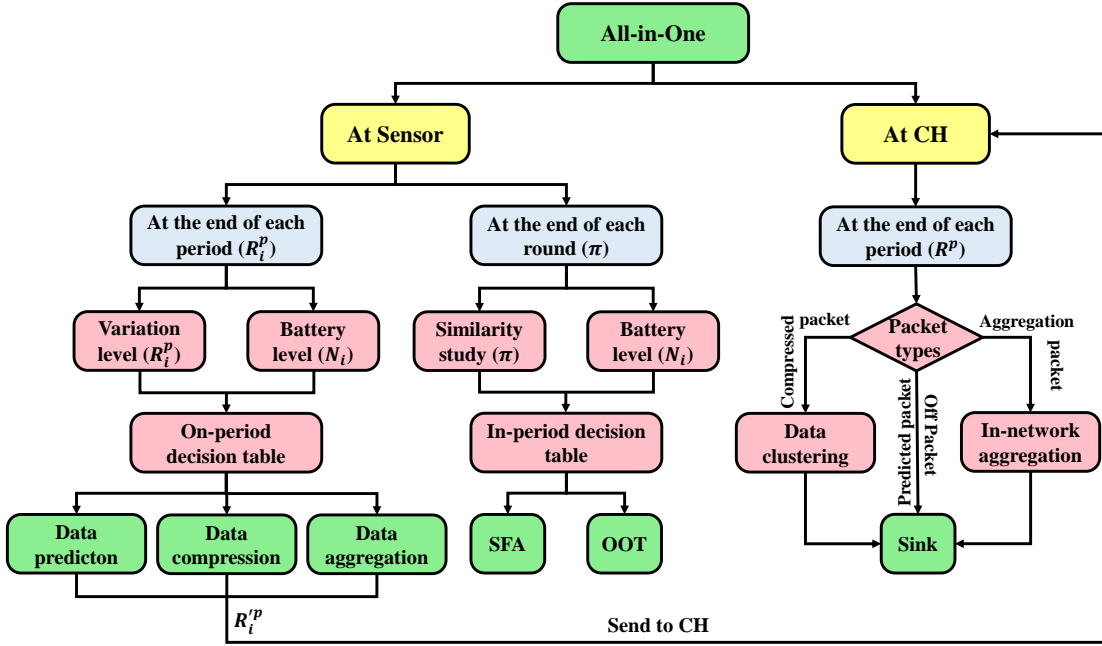 All-in-One
At Sensor
At CH
At the end of each
period (R_i^p)
At the end of each
round (π)
At the end of each
period (R^p)
Variation
level (R_i^p)
Battery
level (N_i)
Similarity
study (π)
Battery
level (N_i)
Compressed
packet
Packet
types
Aggregation
packet
Predicted packet
Off Packet
On-period
decision table
In-period decision
table
Data
clustering
In-network
aggregation
Data
predicton
Data
compression
Data
aggregation
SFA
OOT
Sink
R_i^{'p}
Send to CH